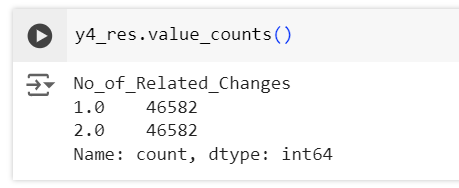 y4_res.value_counts()
No_of_Related_Changes
1.0    46582
2.0    46582
Name: count, dtype: int64